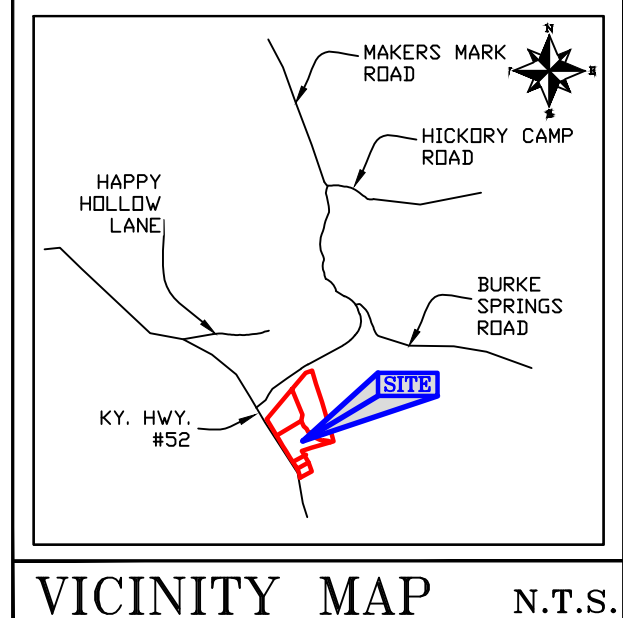 N
E
S
MAKERS MARK
ROAD
HICKORY CAMP
ROAD
HAPPY
HOLLOW
LANE
BURKE
SPRINGS
ROAD
SITE
KY. HWY.
#52
VICINITY MAP N.T.S.